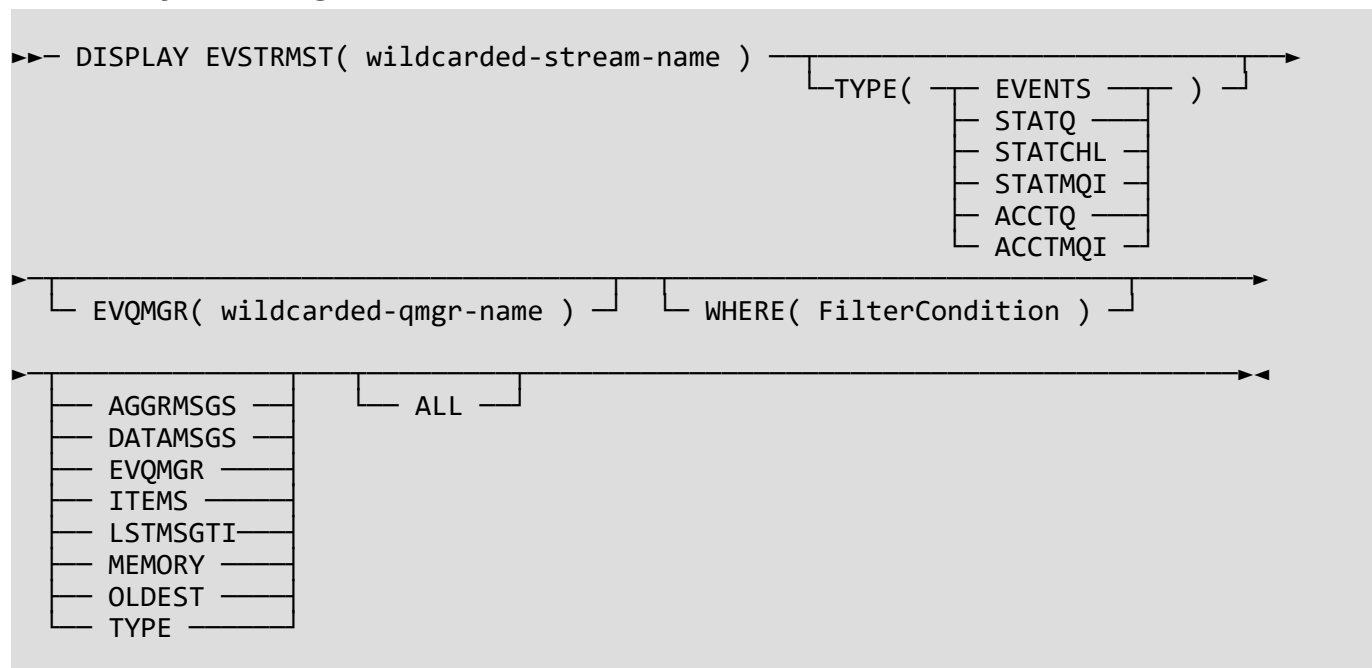 DISPLAY EVSTRMST( wildcarded-stream-name )
TYPE( EVENTS )
STATQ
STATCHL
STATMQI
ACCTQ
ACCTMQI
EVQMGR( wildcarded-qmgr-name ) WHERE( FilterCondition )
AGGRMSGS ALL
DATAMSGS
EVQMGR
ITEMS
LSTMSGTI
MEMORY
OLDEST
TYPE